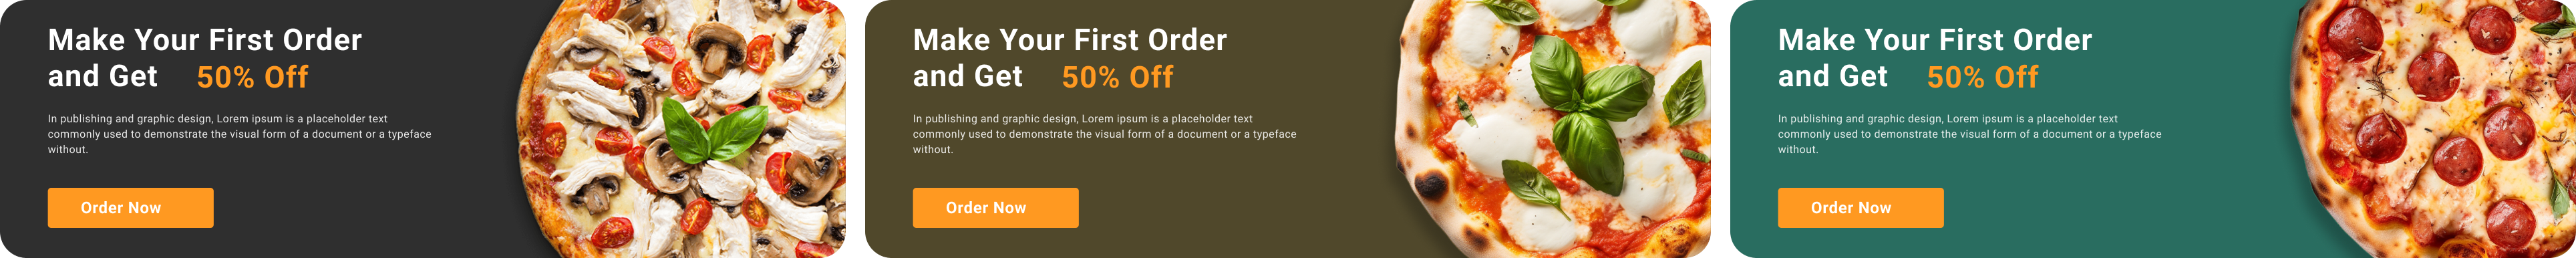 Make Your First Order
and Get 50% Off
In publishing and graphic design, Lorem ipsum is a placeholder text
commonly used to demonstrate the visual form of a document or a typeface
without.
Order Now
Make Your First Order
and Get 50% Off
In publishing and graphic design, Lorem ipsum is a placeholder text
commonly used to demonstrate the visual form of a document or a typeface
without.
Order Now
Make Your First Order
and Get 50% Off
In publishing and graphic design, Lorem ipsum is a placeholder text
commonly used to demonstrate the visual form of a document or a typeface
without.
Order Now